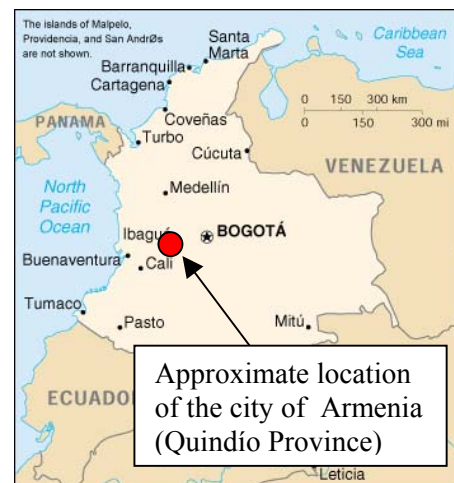 The islands of Malpelo,
Providencia, and San AndrØs
are not shown.
Santa
Marta
Caribbean
Sea
Barranquilla
Cartagena
0 150 300 km
0 150 300 mi
Coveñas
PANAMA
Turbo
Cúcuta
VENEZUELA
Medellín
North
Pacific
Ocean
Ibagué
BOGOTÁ
Buenaventura
Cali
Tumaco
Pasto
Mitú
Approximate location
of the city of Armenia
(Quindío Province)
ECUADO
Leticia